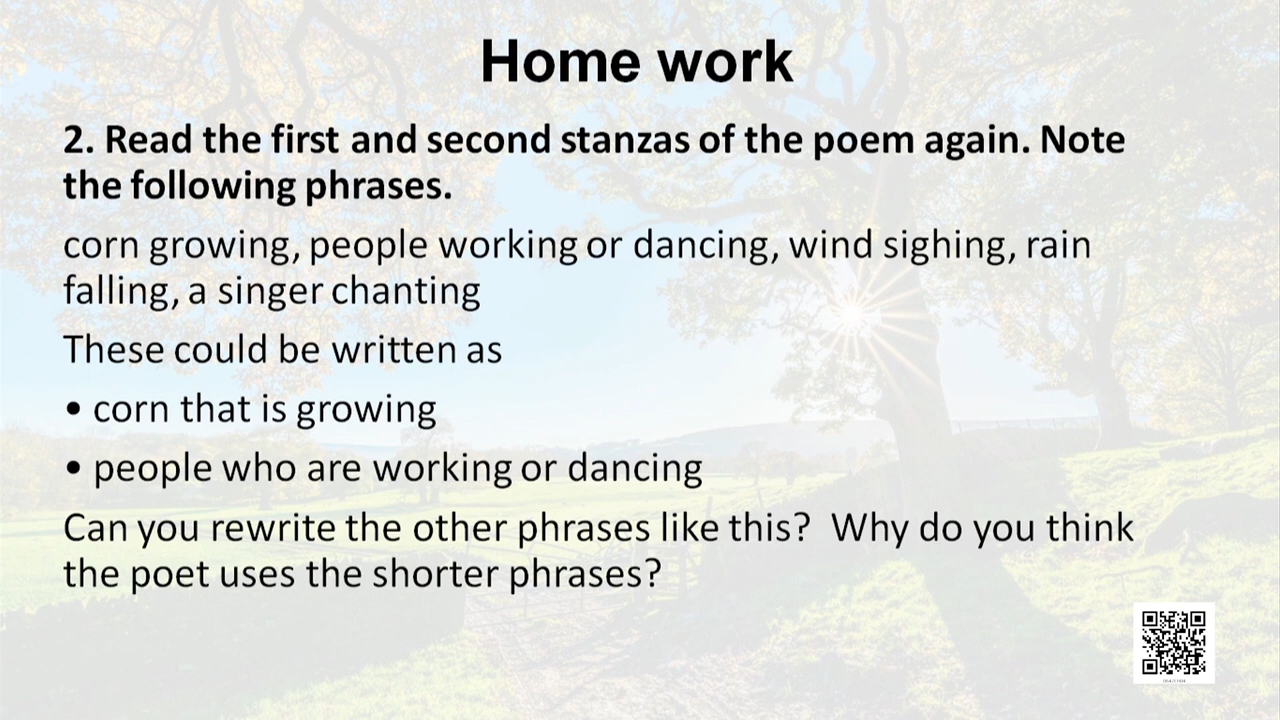 Home work
2. Read the first and second stanzas of the poem again. Note
the following phrases.
corn growing, people working or dancing, wind sighing, rain
falling, a singer chanting
These could be written as
• corn that is growing
• people who are working or dancing
Can you rewrite the other phrases like this?  Why do you think
the poet uses the shorter phrases?